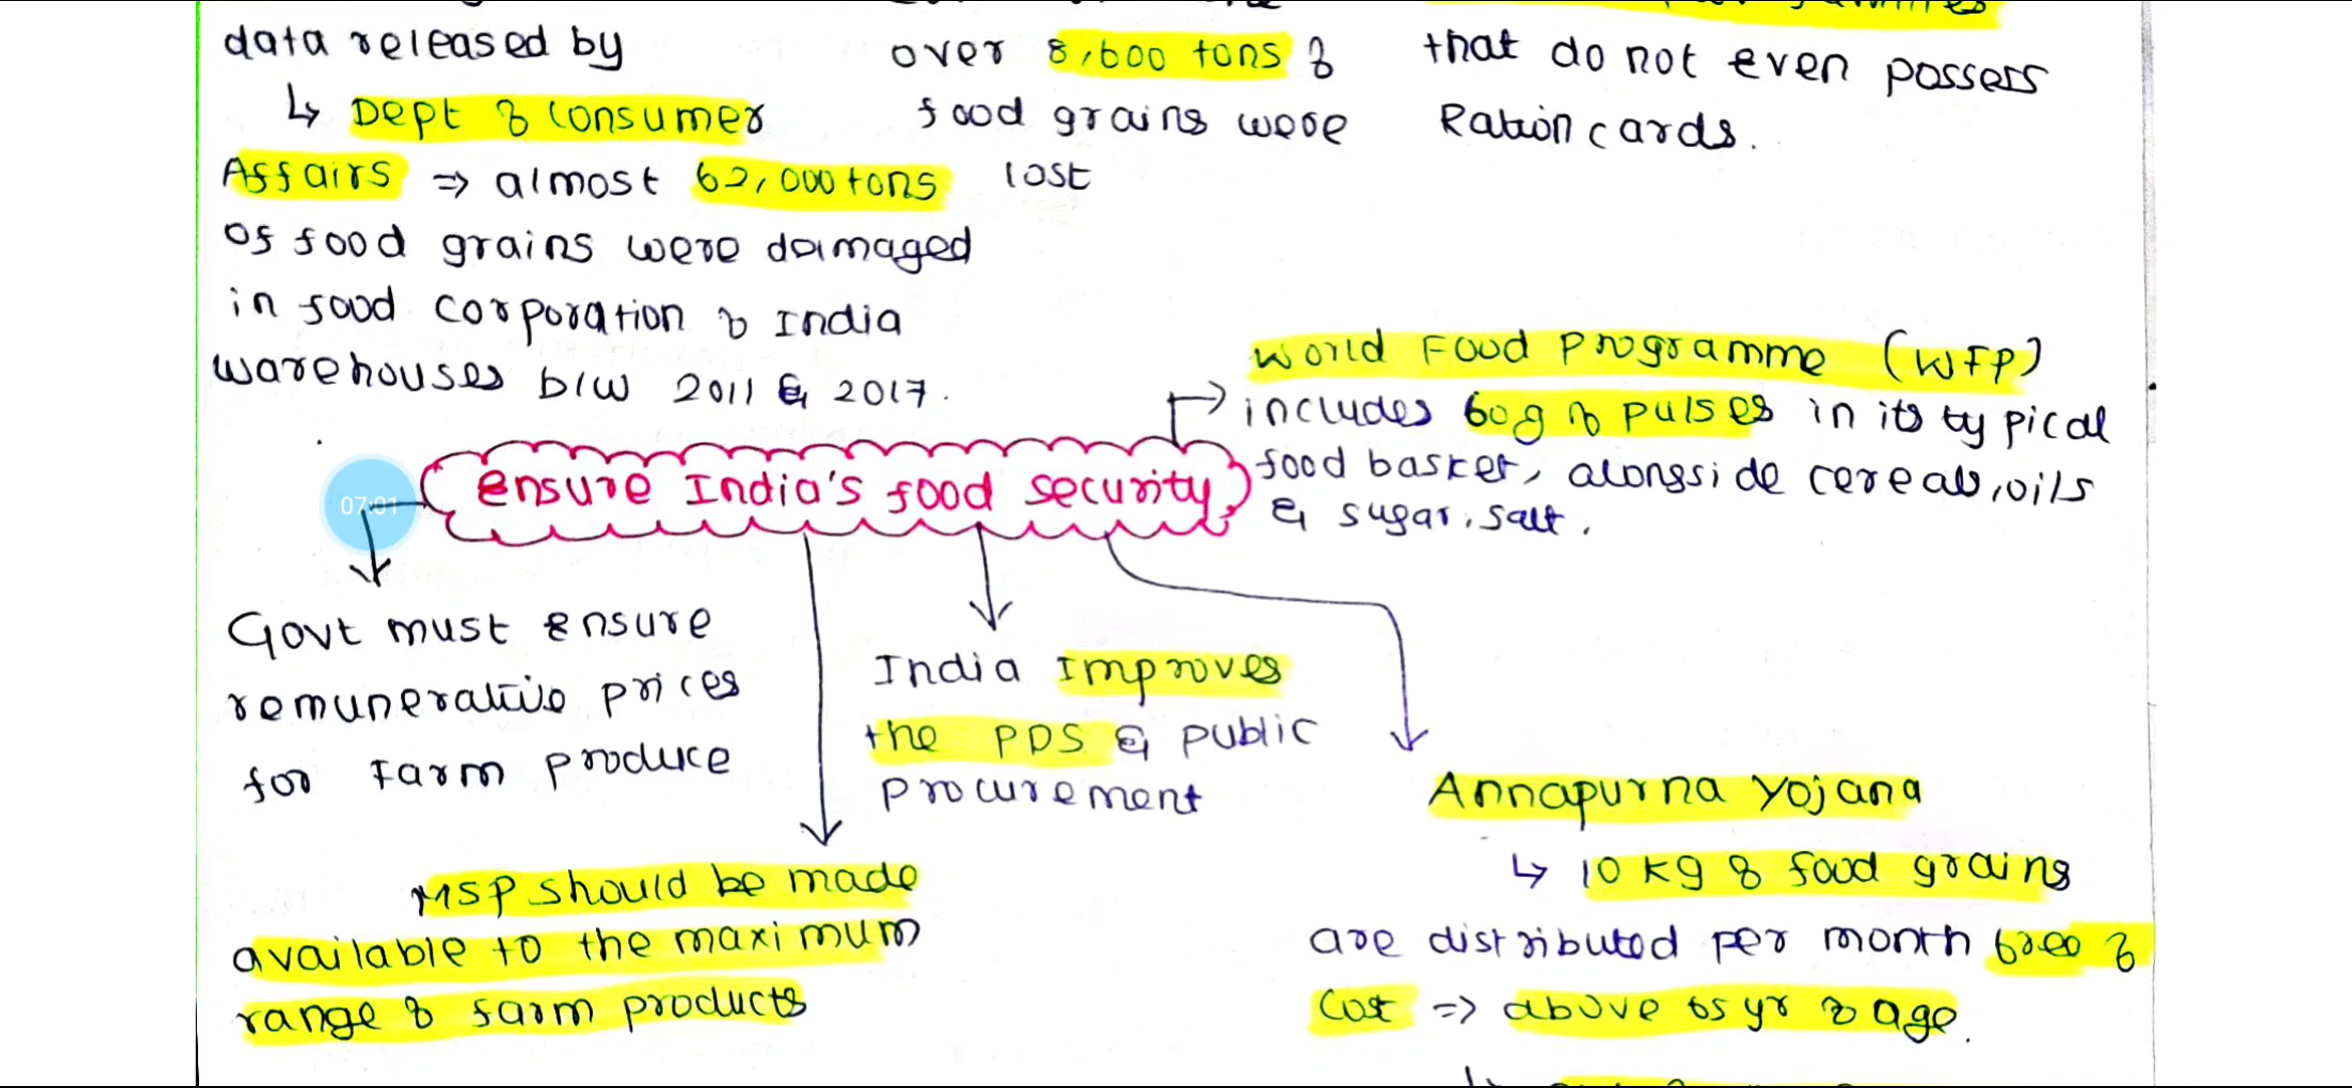 data released by
↳ Dept of consumer
Affairs ⇒ almost 62,000 tons
of food grains were damaged
in food corporation of India
warehouses b/w 2011 & 2017.
over 8,600 tons of
food grains were
lost
that do not even possess
Ration cards.
World Food Programme (WFP)
includes 60g of pulses in its typical
food basket, alongside cereals, oils
& sugar, salt.
ensure India's food security
07:01
Govt must ensure
remunerative prices
for Farm produce
MSP should be made
available to the maximum
range of farm products
India Improves
the PDS & public
procurement
Annapurna Yojana
↳ 10 kg of food grains
are distributed per month free of
cost ⇒ above 65 yr of age.